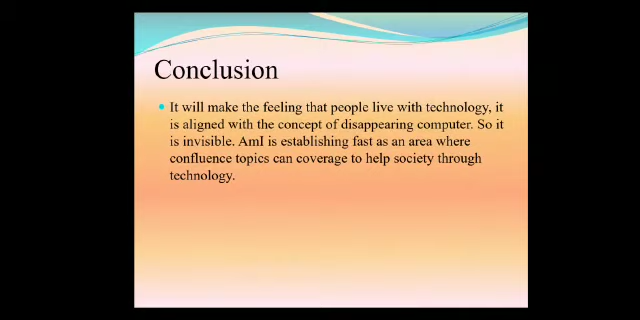 Conclusion
It will make the feeling that people live with technology, it
is aligned with the concept of disappearing computer. So it
is invisible. AmI is establishing fast as an area where
confluence topics can coverage to help society through
technology.